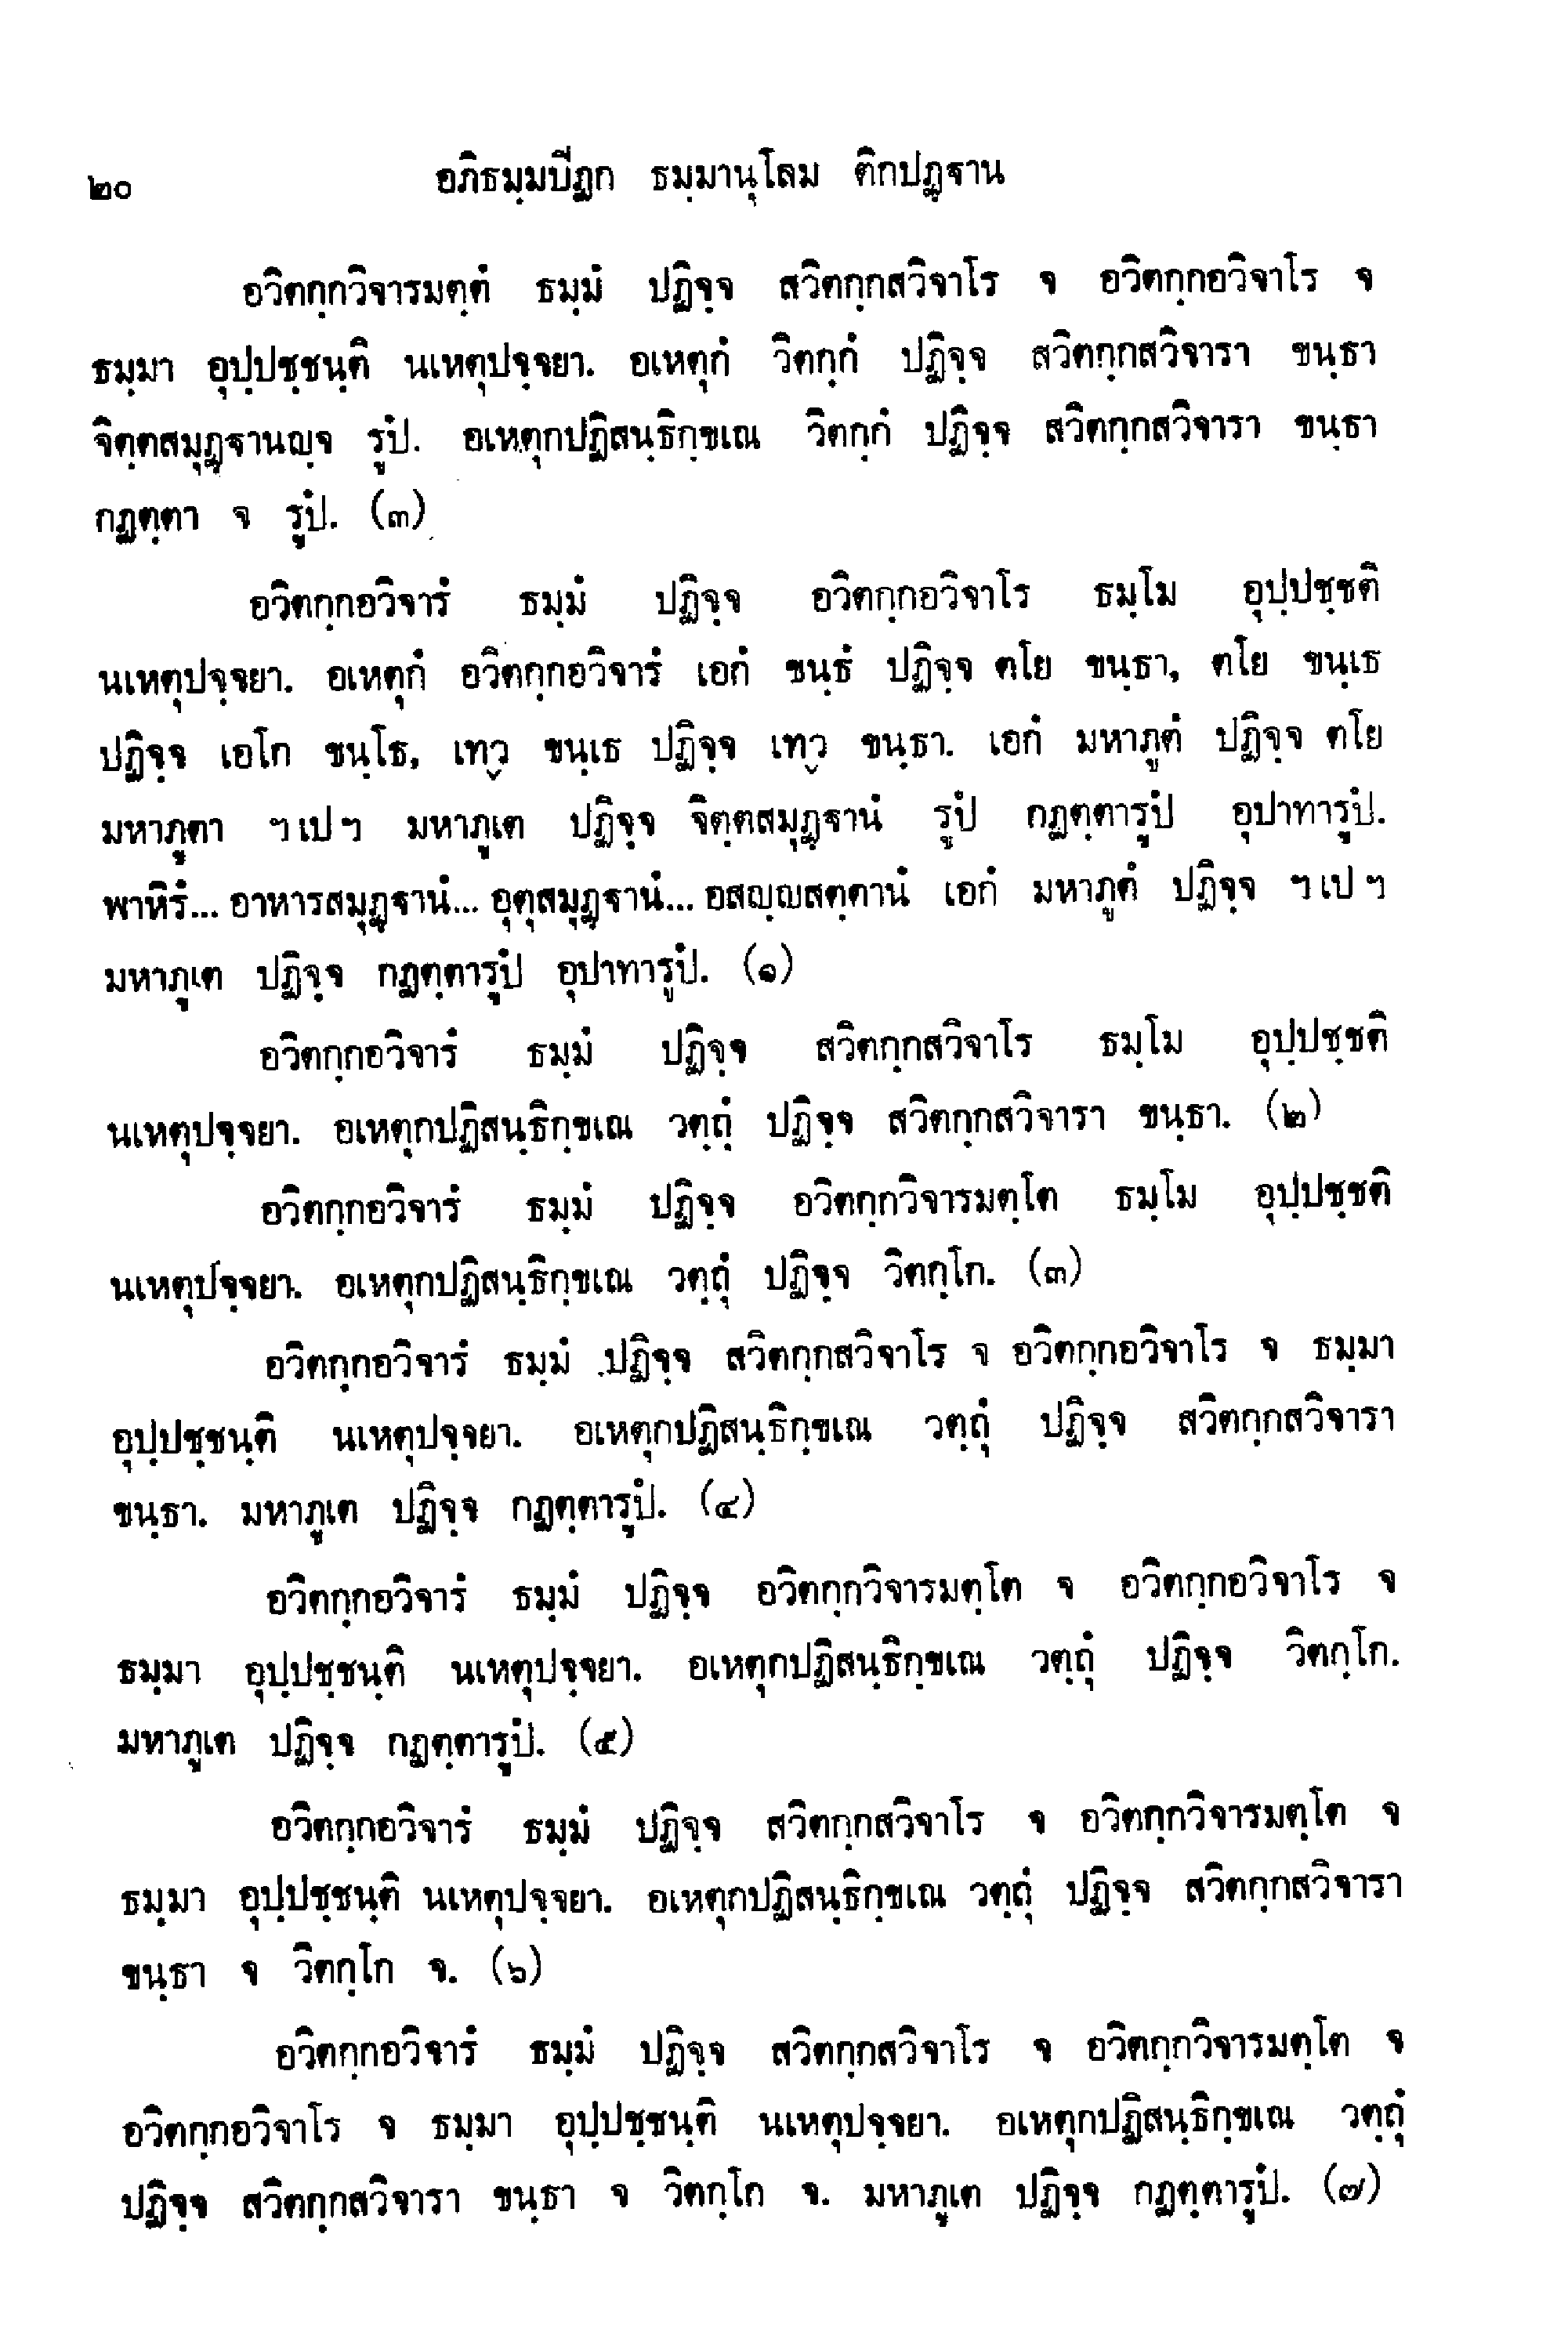 ๒๐ อภิธมฺมปีฏก ธมฺมานุโลม ติกปฏฺฐาน
อวิตกฺกวิจารมตฺตํ ธมฺมํ ปฏิจฺจ สวิตกฺกสวิจาโร จ อวิตกฺกอวิจาโร จ
ธมฺมา อุปฺปชฺชนฺติ นเหตุปจฺจยา. อเหตุกํ วิตกฺกํ ปฏิจฺจ สวิตกฺกสวิจารา ขนฺธา
จิตฺตสมุฏฺฐานญฺจ รูปํ. อเหตุกปฏิสนฺธิกฺขเณ วิตกฺกํ ปฏิจฺจ สวิตกฺกสวิจารา ขนฺธา
กฏตฺตา จ รูปํ. (๓)
อวิตกฺกอวิจารํ ธมฺมํ ปฏิจฺจ อวิตกฺกอวิจาโร ธมฺโม อุปฺปชฺชติ
นเหตุปจฺจยา. อเหตุกํ อวิตกฺกอวิจารํ เอกํ ขนฺธํ ปฏิจฺจ ตโย ขนฺธา, ตโย ขนฺเธ
ปฏิจฺจ เอโก ขนฺโธ, เทฺว ขนฺเธ ปฏิจฺจ เทฺว ขนฺธา. เอกํ มหาภูตํ ปฏิจฺจ ตโย
มหาภูตา ฯ เป ฯ มหาภูเต ปฏิจฺจ จิตฺตสมุฏฺฐานํ รูปํ กฏตฺตารูปํ อุปาทารูปํ.
พาหิรํ... อาหารสมุฏฺฐานํ... อุตุสมุฏฺฐานํ... อสญฺญสตฺตานํ เอกํ มหาภูตํ ปฏิจฺจ ฯ เป ฯ
มหาภูเต ปฏิจฺจ กฏตฺตารูปํ อุปาทารูปํ. (๑)
อวิตกฺกอวิจารํ ธมฺมํ ปฏิจฺจ สวิตกฺกสวิจาโร ธมฺโม อุปฺปชฺชติ
นเหตุปจฺจยา. อเหตุกปฏิสนฺธิกฺขเณ วตฺถุํ ปฏิจฺจ สวิตกฺกสวิจารา ขนฺธา. (๒)
อวิตกฺกอวิจารํ ธมฺมํ ปฏิจฺจ อวิตกฺกวิจารมตฺโต ธมฺโม อุปฺปชฺชติ
นเหตุปจฺจยา. อเหตุกปฏิสนฺธิกฺขเณ วตฺถุํ ปฏิจฺจ วิตกฺโก. (๓)
อวิตกฺกอวิจารํ ธมฺมํ ปฏิจฺจ สวิตกฺกสวิจาโร จ อวิตกฺกอวิจาโร จ ธมฺมา
อุปฺปชฺชนฺติ นเหตุปจฺจยา. อเหตุกปฏิสนฺธิกฺขเณ วตฺถุํ ปฏิจฺจ สวิตกฺกสวิจารา
ขนฺธา. มหาภูเต ปฏิจฺจ กฏตฺตารูปํ. (๔)
อวิตกฺกอวิจารํ ธมฺมํ ปฏิจฺจ อวิตกฺกวิจารมตฺโต จ อวิตกฺกอวิจาโร จ
ธมฺมา อุปฺปชฺชนฺติ นเหตุปจฺจยา. อเหตุกปฏิสนฺธิกฺขเณ วตฺถุํ ปฏิจฺจ วิตกฺโก.
มหาภูเต ปฏิจฺจ กฏตฺตารูปํ. (๕)
อวิตกฺกอวิจารํ ธมฺมํ ปฏิจฺจ สวิตกฺกสวิจาโร จ อวิตกฺกวิจารมตฺโต จ
ธมฺมา อุปฺปชฺชนฺติ นเหตุปจฺจยา. อเหตุกปฏิสนฺธิกฺขเณ วตฺถุํ ปฏิจฺจ สวิตกฺกสวิจารา
ขนฺธา จ วิตกฺโก จ. (๖)
อวิตกฺกอวิจารํ ธมฺมํ ปฏิจฺจ สวิตกฺกสวิจาโร จ อวิตกฺกวิจารมตฺโต จ
อวิตกฺกอวิจาโร จ ธมฺมา อุปฺปชฺชนฺติ นเหตุปจฺจยา. อเหตุกปฏิสนฺธิกฺขเณ วตฺถุํ
ปฏิจฺจ สวิตกฺกสวิจารา ขนฺธา จ วิตกฺโก จ. มหาภูเต ปฏิจฺจ กฏตฺตารูปํ. (๗)